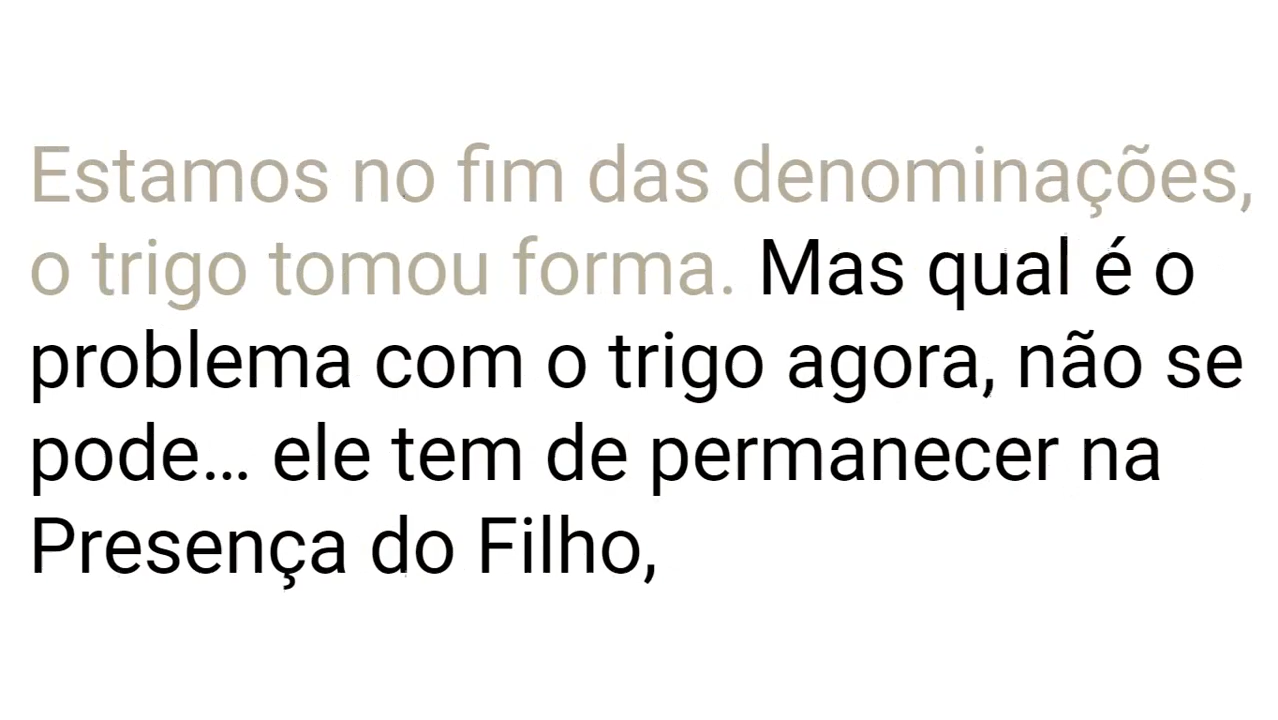 Estamos no fim das denominações,
o trigo tomou forma. Mas qual é o
problema com o trigo agora, não se
pode... ele tem de permanecer na
Presença do Filho,